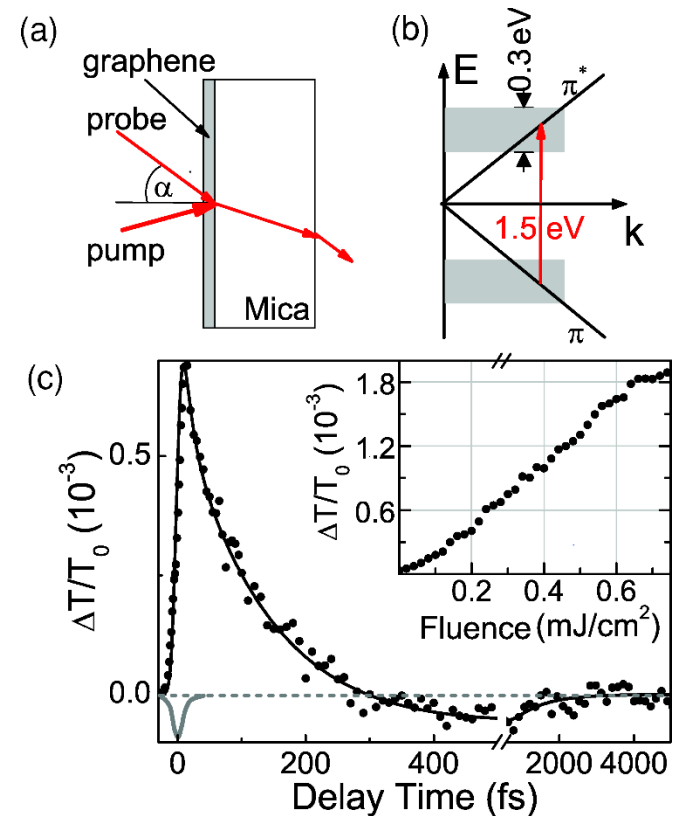 (a)
graphene
probe
α
pump
Mica
(b)
E
0.3 eV
π*
k
1.5 eV
π
(c)
ΔT/T₀ (10⁻³)
0.5
0.0
0 200 400 2000 4000
Delay Time (fs)
ΔT/T₀ (10⁻³)
1.8
1.2
0.6
0.2 0.4 0.6
Fluence (mJ/cm²)